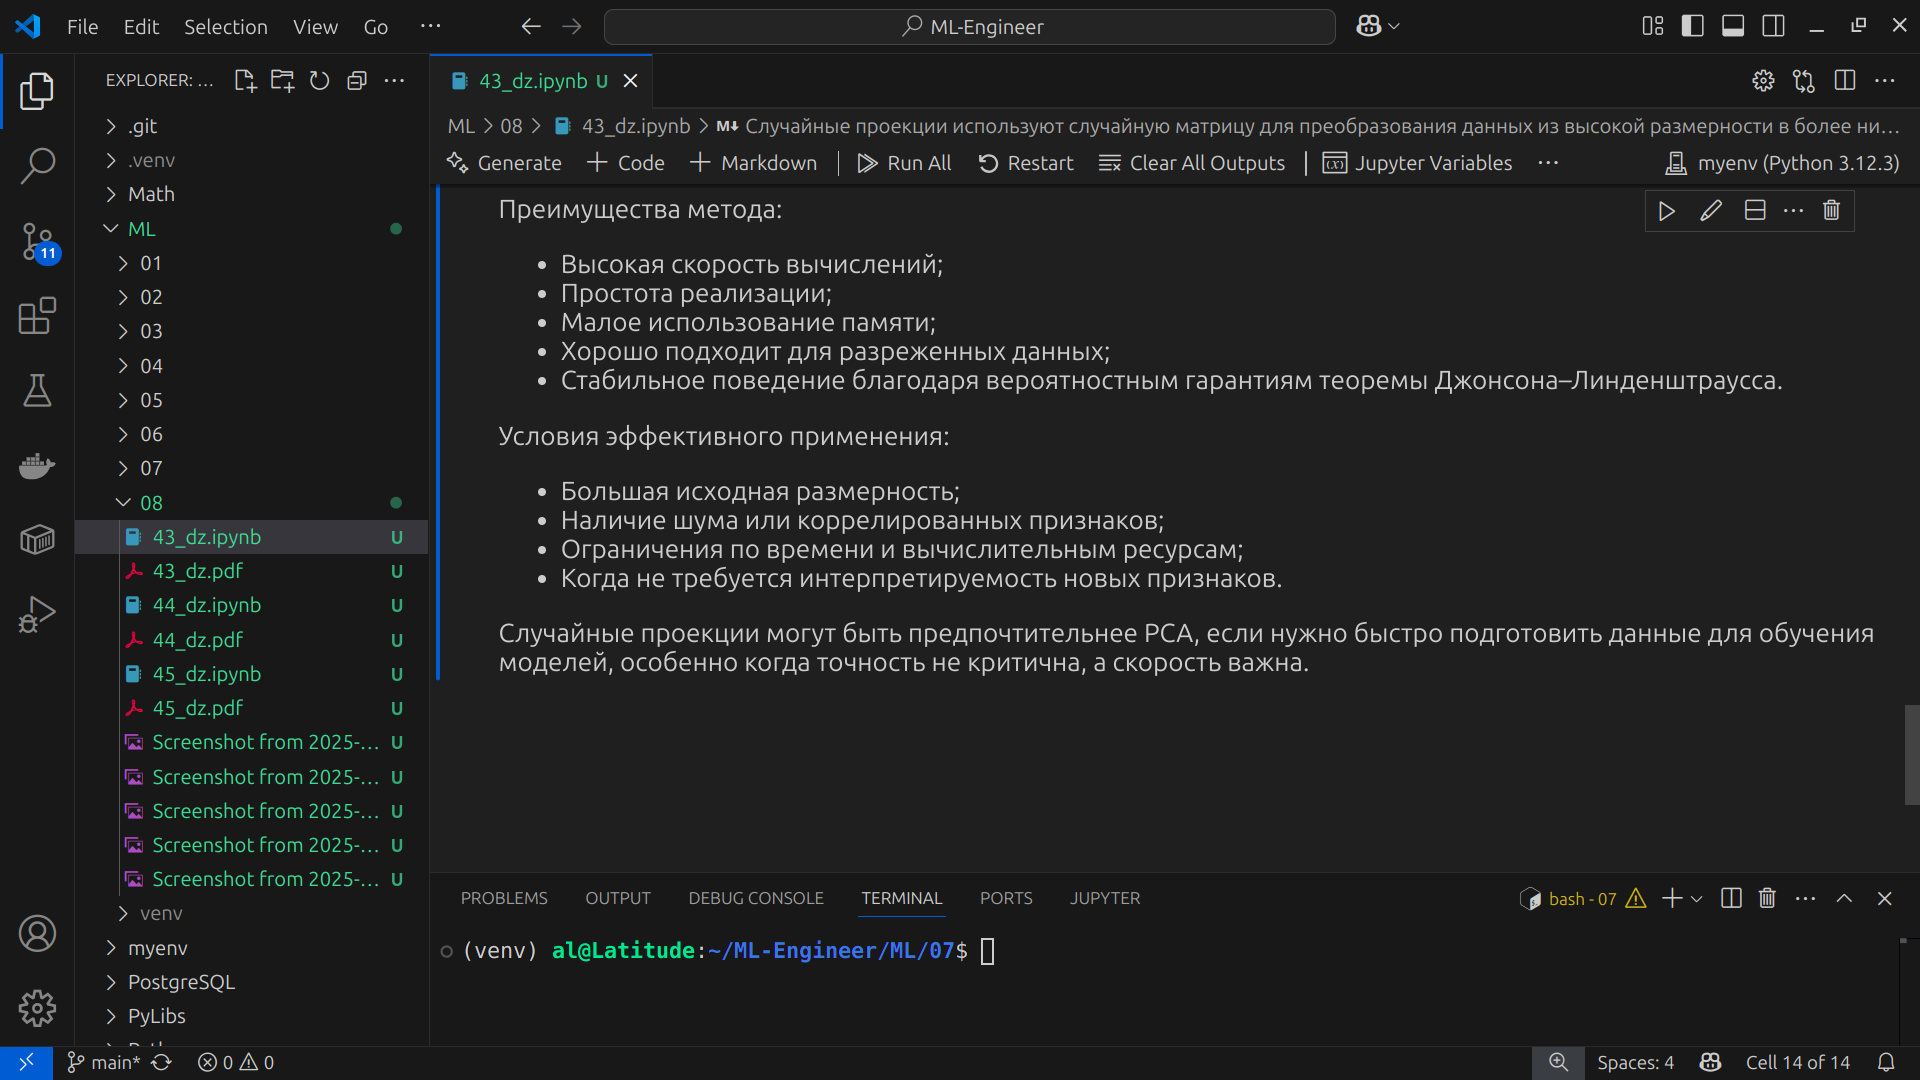 File Edit Selection View Go ···
ML-Engineer
EXPLORER: ...
.git
.venv
Math
ML
01
02
03
04
05
06
07
08
43_dz.ipynb U
43_dz.pdf U
44_dz.ipynb U
44_dz.pdf U
45_dz.ipynb U
45_dz.pdf U
Screenshot from 2025-... U
Screenshot from 2025-... U
Screenshot from 2025-... U
Screenshot from 2025-... U
Screenshot from 2025-... U
venv
myenv
PostgreSQL
PyLibs
11
43_dz.ipynb U
ML > 08 > 43_dz.ipynb > M↓ Случайные проекции используют случайную матрицу для преобразования данных из высокой размерности в более ни...
Generate + Code + Markdown | Run All Restart Clear All Outputs | Jupyter Variables ··· myenv (Python 3.12.3)
Преимущества метода:
• Высокая скорость вычислений;
• Простота реализации;
• Малое использование памяти;
• Хорошо подходит для разреженных данных;
• Стабильное поведение благодаря вероятностным гарантиям теоремы Джонсона–Линденштраусса.
Условия эффективного применения:
• Большая исходная размерность;
• Наличие шума или коррелированных признаков;
• Ограничения по времени и вычислительным ресурсам;
• Когда не требуется интерпретируемость новых признаков.
Случайные проекции могут быть предпочтительнее PCA, если нужно быстро подготовить данные для обучения
моделей, особенно когда точность не критична, а скорость важна.
PROBLEMS OUTPUT DEBUG CONSOLE TERMINAL PORTS JUPYTER
bash - 07
(venv) al@Latitude:~/ML-Engineer/ML/07$
main* 0 0
Spaces: 4 Cell 14 of 14